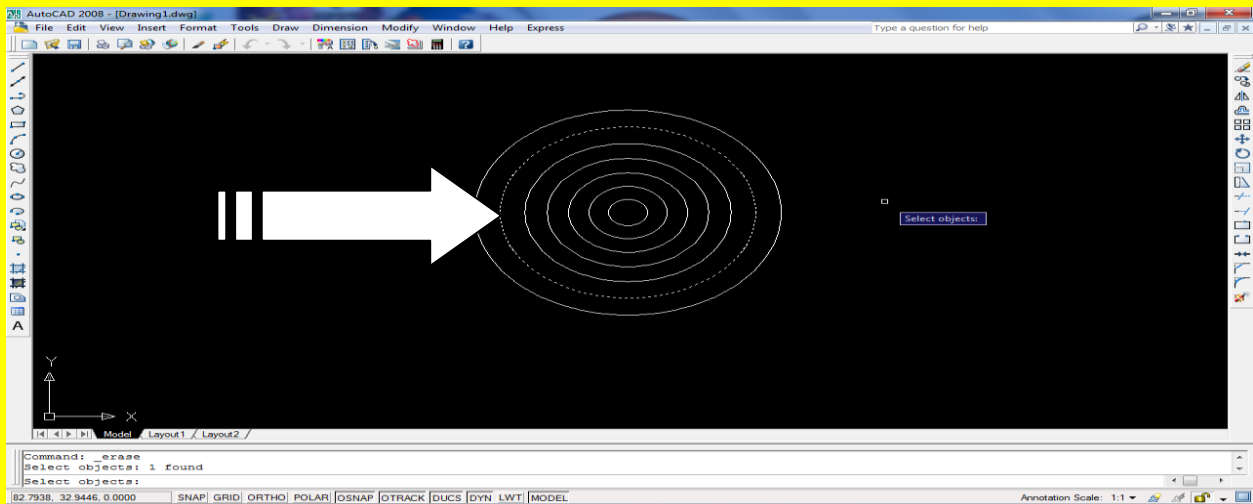 AutoCAD 2008 - [Drawing1.dwg]
File Edit View Insert Format Tools Draw Dimension Modify Window Help Express
Type a question for help
Select objects:
Y
X
Model Layout1 Layout2
Command: _erase
Select objects: 1 found
Select objects:
82.7938, 32.9446, 0.0000 SNAP GRID ORTHO POLAR OSNAP OTRACK DUCS DYN LWT MODEL Annotation Scale: 1:1